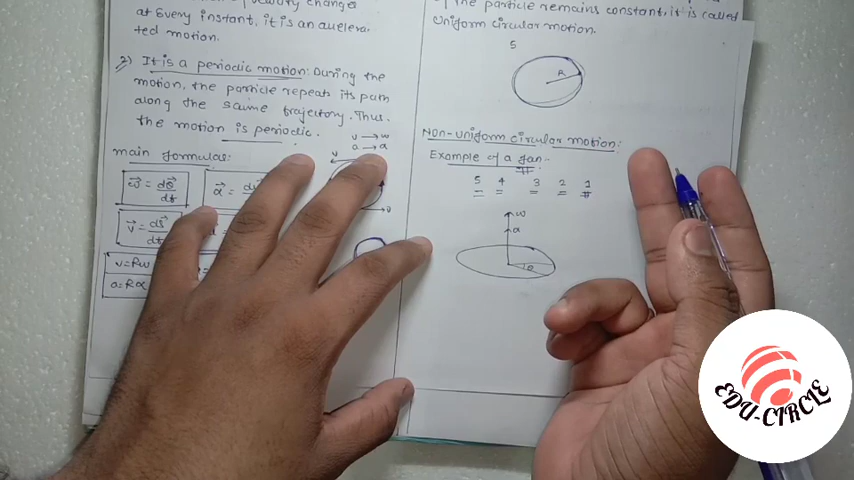 changes
at Every instant, it is an accelera
ted motion.
2) It is a periodic motion: During the
motion, the particle repeats its path
along the same trajectory. Thus.
the motion is periodic.
v → ω
a → α
v
v
main formulas:
ω⃗ = dθ⃗/dt
α⃗ =
v⃗ = ds⃗/dt
v=Rω
a=Rα
of the particle remains constant, it is called
Uniform circular motion.
5
R
Non-uniform circular motion:
Example of a fan-
5 4 3 2 1
ω
α
θ
EDU-CIRCLE